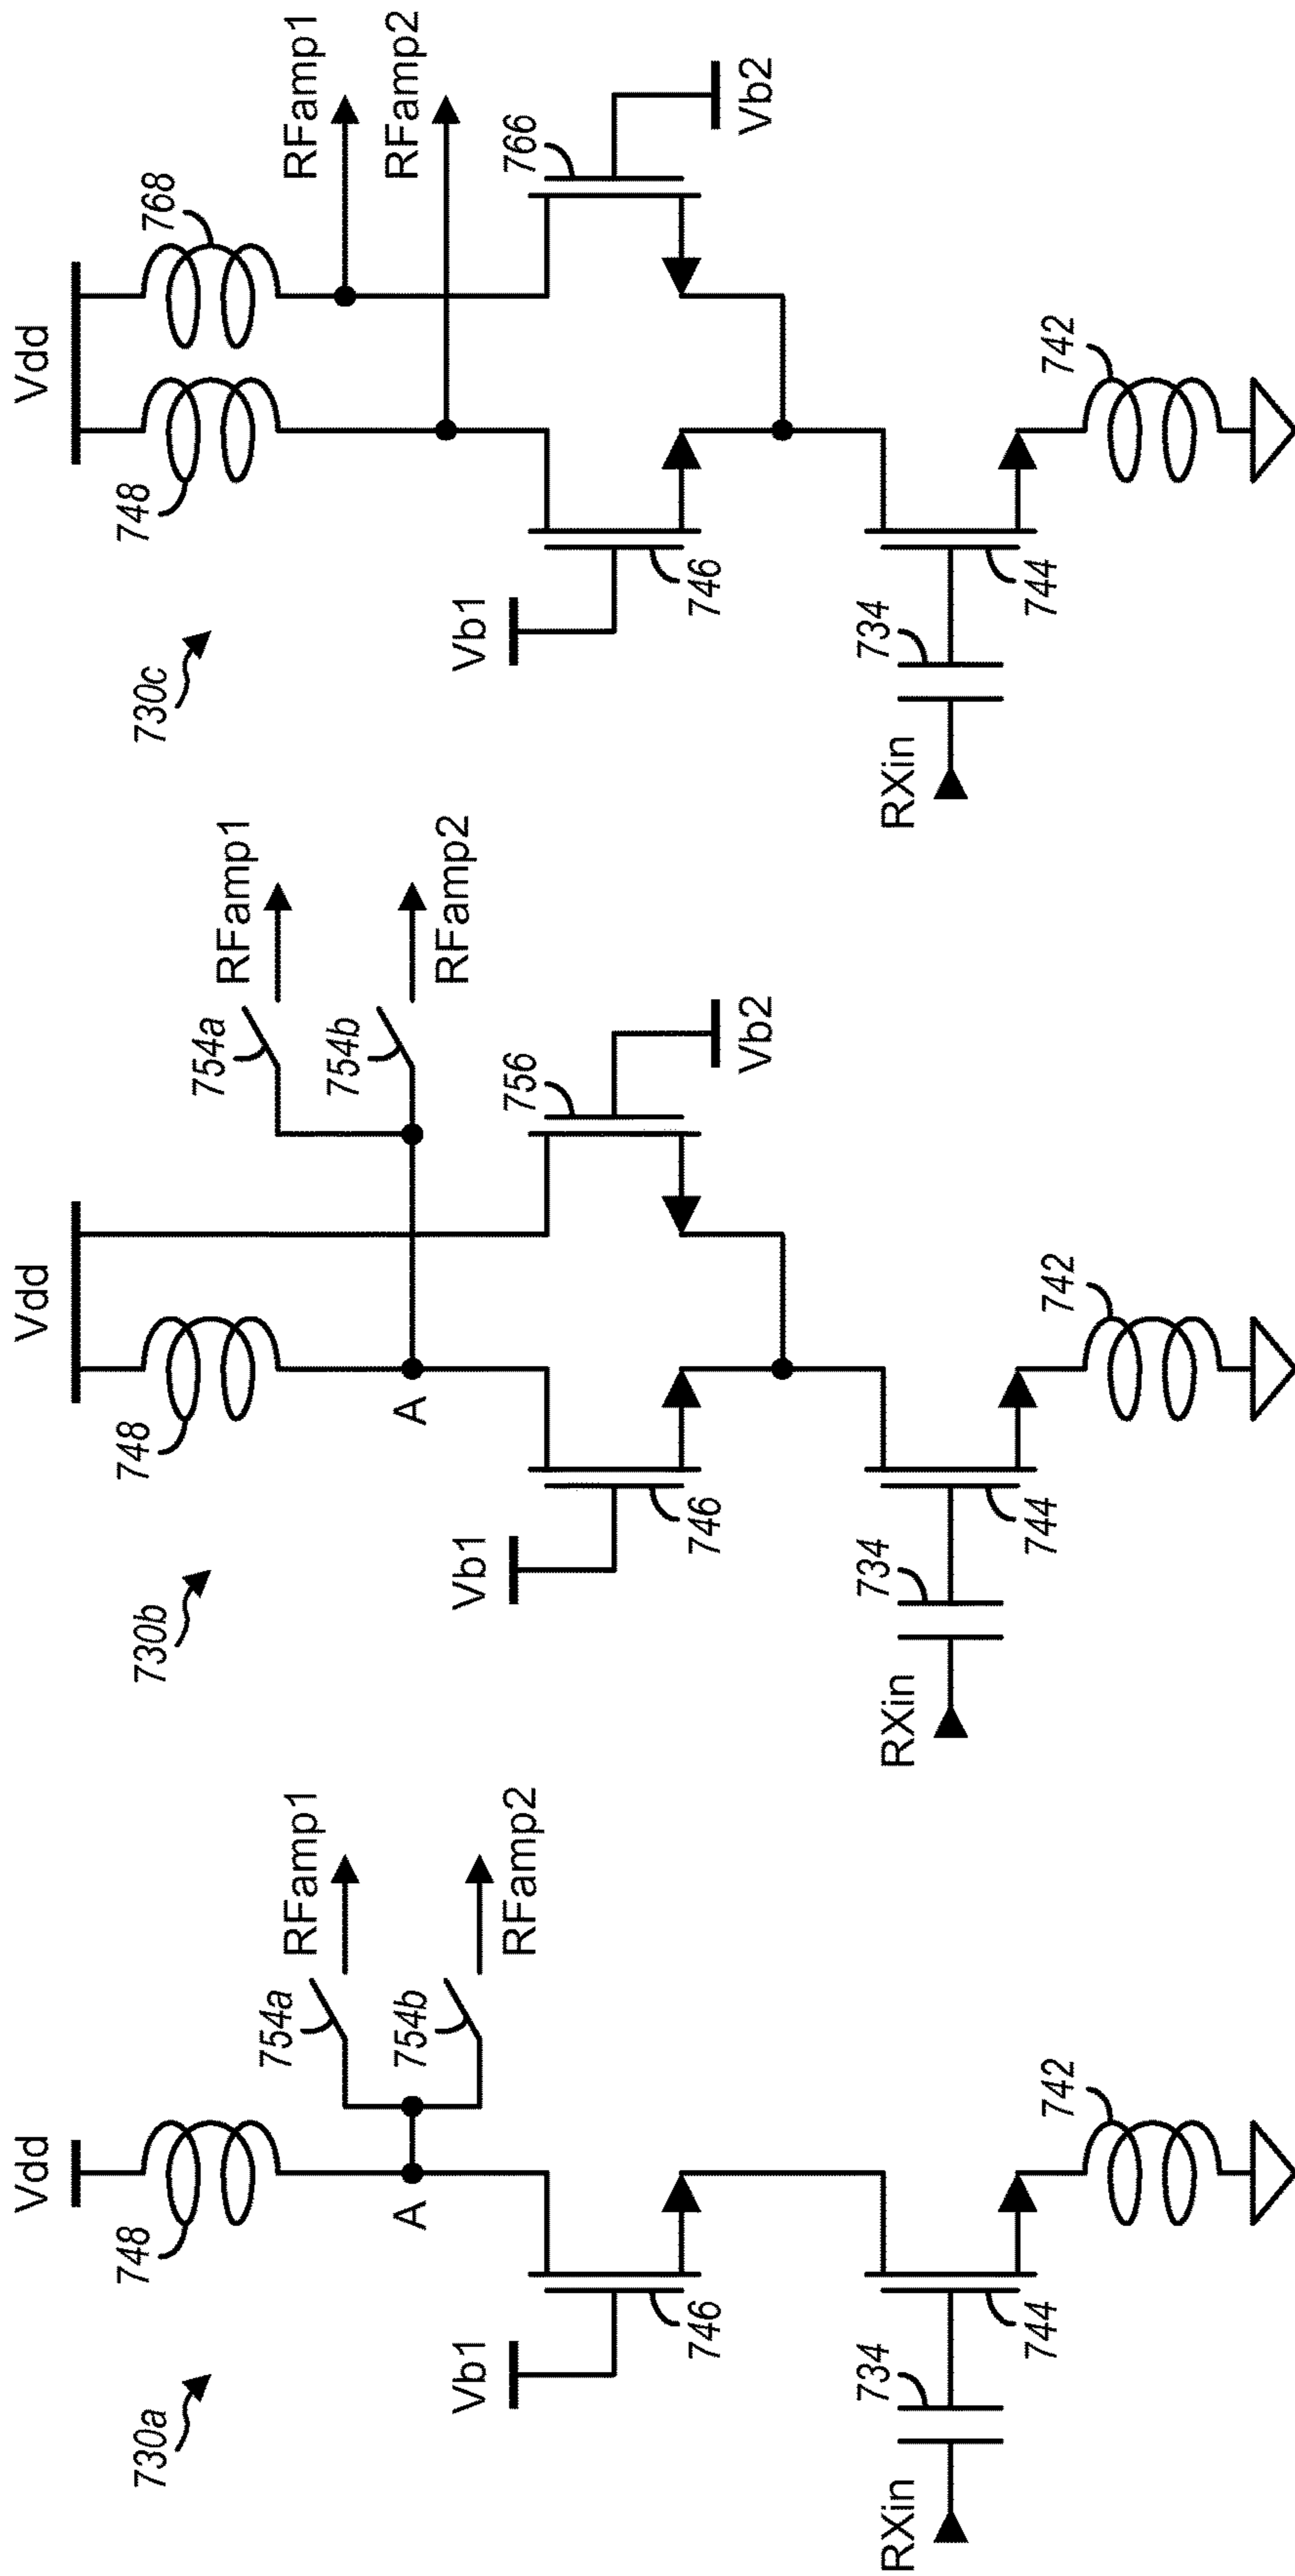 730a
Vdd
748
754a
RFamp1
A
754b
RFamp2
Vb1
746
734
RXin
744
742
730b
Vdd
748
754a
RFamp1
A
754b
RFamp2
Vb1
746
756
Vb2
734
RXin
744
742
730c
Vdd
748
768
RFamp1
RFamp2
Vb1
746
766
Vb2
734
RXin
744
742